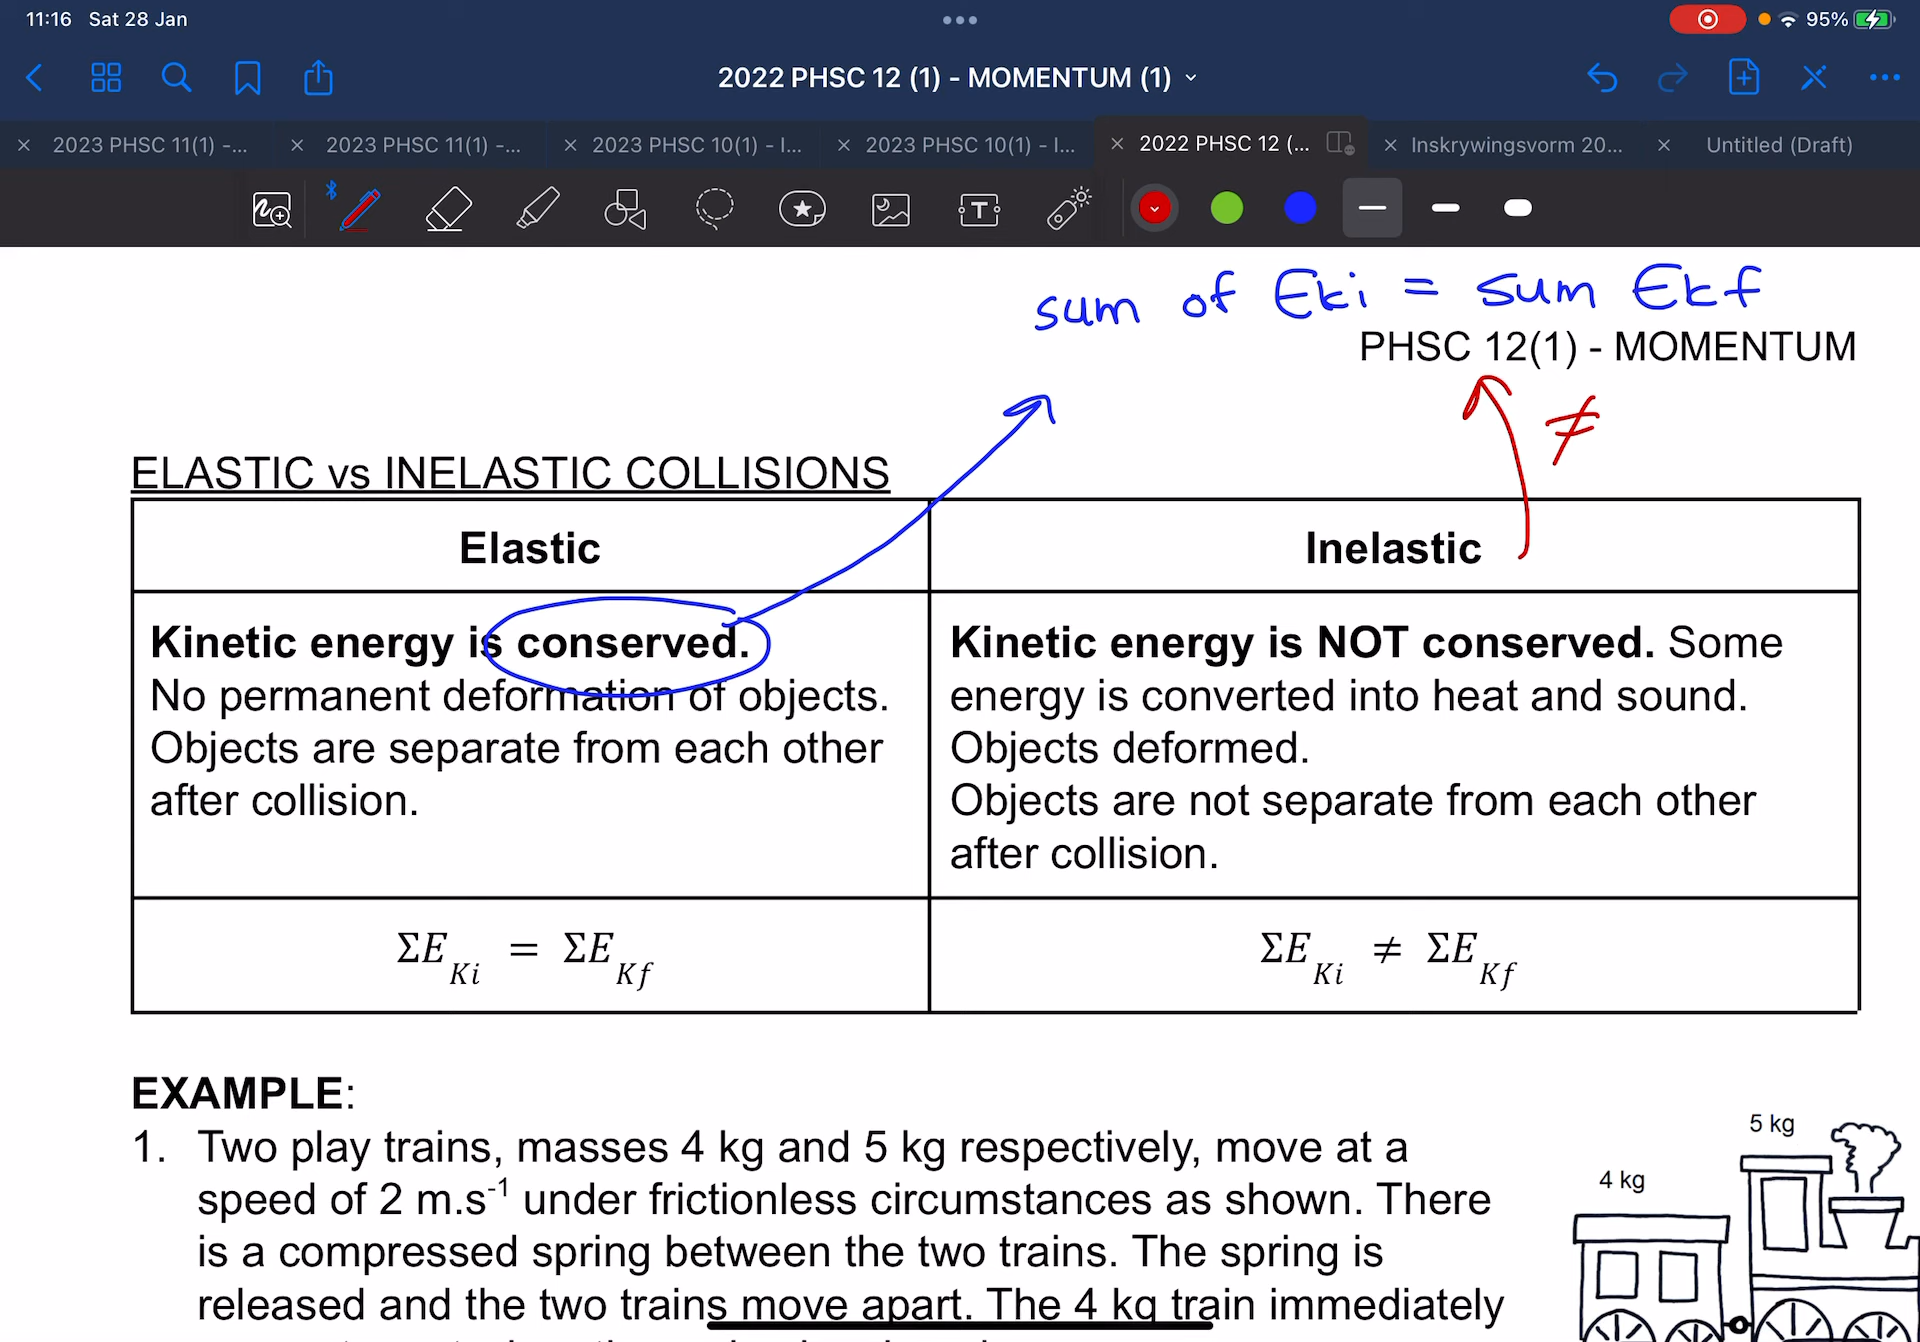 11:16 Sat 28 Jan
95%
2022 PHSC 12 (1) - MOMENTUM (1)
2023 PHSC 11(1) -...
2023 PHSC 11(1) -...
2023 PHSC 10(1) - I...
2023 PHSC 10(1) - I...
2022 PHSC 12 (...
Inskrywingsvorm 20...
Untitled (Draft)
sum of Eki = sum Ekf
PHSC 12(1) - MOMENTUM
≠
ELASTIC vs INELASTIC COLLISIONS
Elastic
Inelastic
Kinetic energy is conserved.
No permanent deformation of objects.
Objects are separate from each other
after collision.
Kinetic energy is NOT conserved. Some
energy is converted into heat and sound.
Objects deformed.
Objects are not separate from each other
after collision.
ΣE_Ki = ΣE_Kf
ΣE_Ki ≠ ΣE_Kf
EXAMPLE:
1. Two play trains, masses 4 kg and 5 kg respectively, move at a
speed of 2 m.s⁻¹ under frictionless circumstances as shown. There
is a compressed spring between the two trains. The spring is
released and the two trains move apart. The 4 kg train immediately
5 kg
4 kg